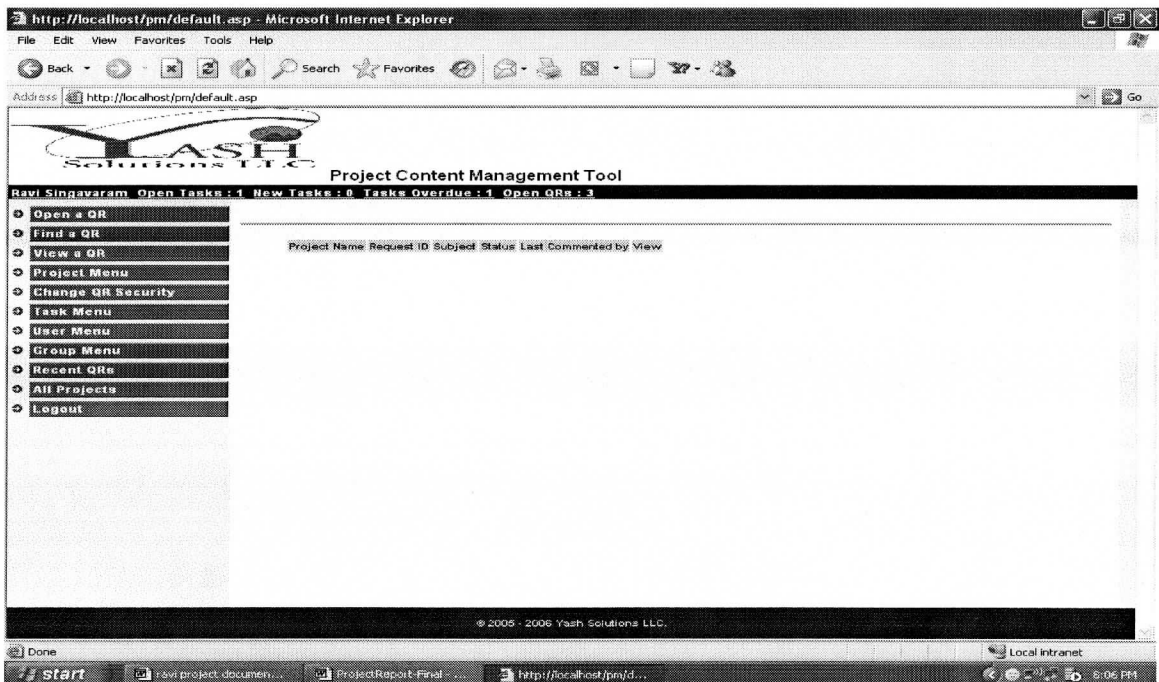 http://localhost/pm/default.asp - Microsoft Internet Explorer
File Edit View Favorites Tools Help
Back Search Favorites
Address http://localhost/pm/default.asp Go
YASH
Solutions LLC
Project Content Management Tool
Ravi Singavaram Open Tasks : 1 New Tasks : 0 Tasks Overdue : 1 Open QRs : 3
Open a QR
Find a QR
View a QR
Project Menu
Change QR Security
Task Menu
User Menu
Group Menu
Recent QRs
All Projects
Logout
Project Name Request ID Subject Status Last Commented by View
© 2005 - 2006 Yash Solutions LLC.
Done Local intranet
start ravi project documen... ProjectReport-Final - ... http://localhost/pm/d... 6:06 PM